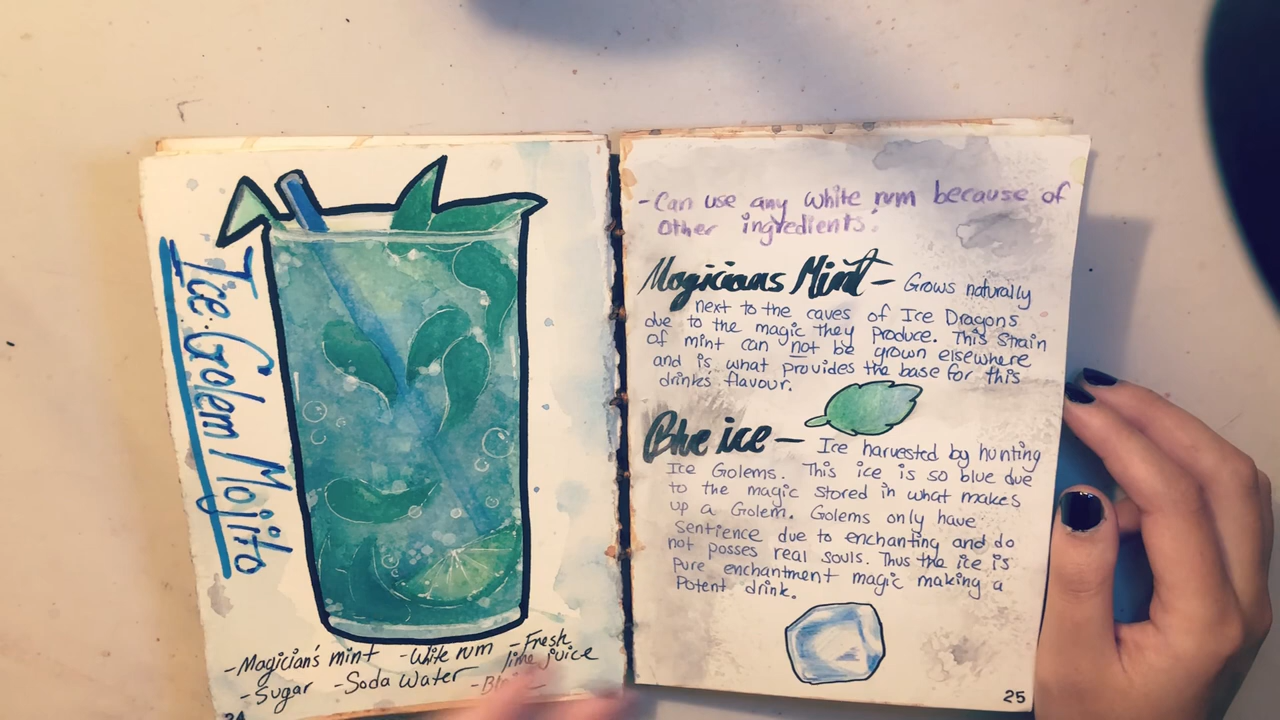 Ice Golem Mojito
-Magician's mint -White rum -Fresh lime juice
-Sugar -Soda Water
24
-Can use any white rum because of
other ingredients.
Magicians Mint- Grows naturally
next to the caves of Ice Dragons
due to the magic they produce. This strain
of mint can not be grown elsewhere
and is what provides the base for this
drinks flavour.
Blue ice- Ice harvested by hunting
Ice Golems. This ice is so blue due
to the magic stored in what makes
up a Golem. Golems only have
sentience due to enchanting and do
not posses real souls. Thus the ice is
pure enchantment magic making a
potent drink.
25